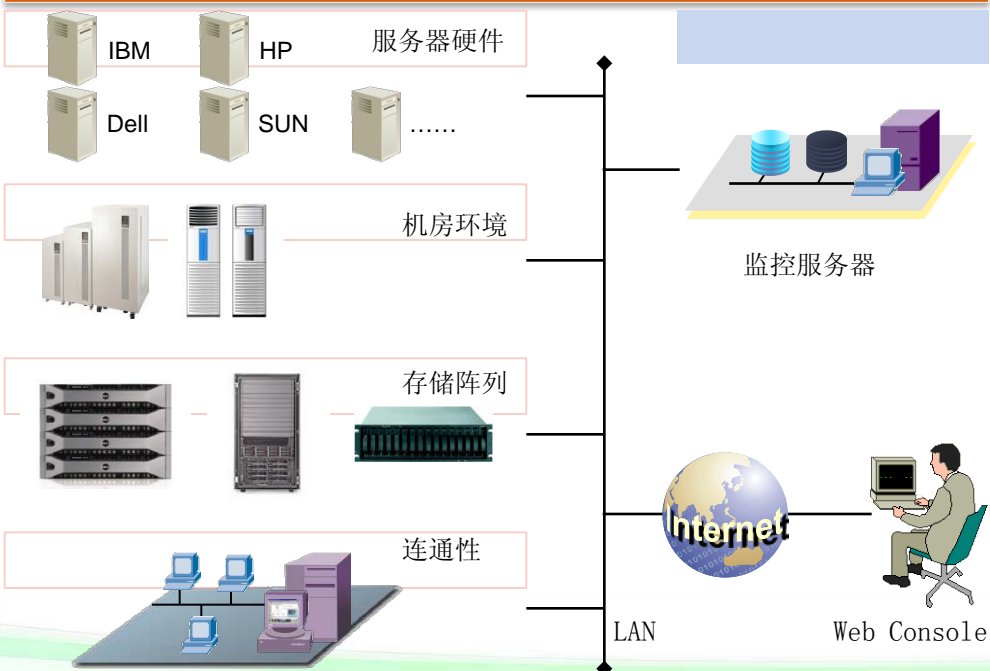 服务器硬件
IBM
HP
Dell
SUN
……
机房环境
存储阵列
连通性
监控服务器
Internet
LAN
Web Console